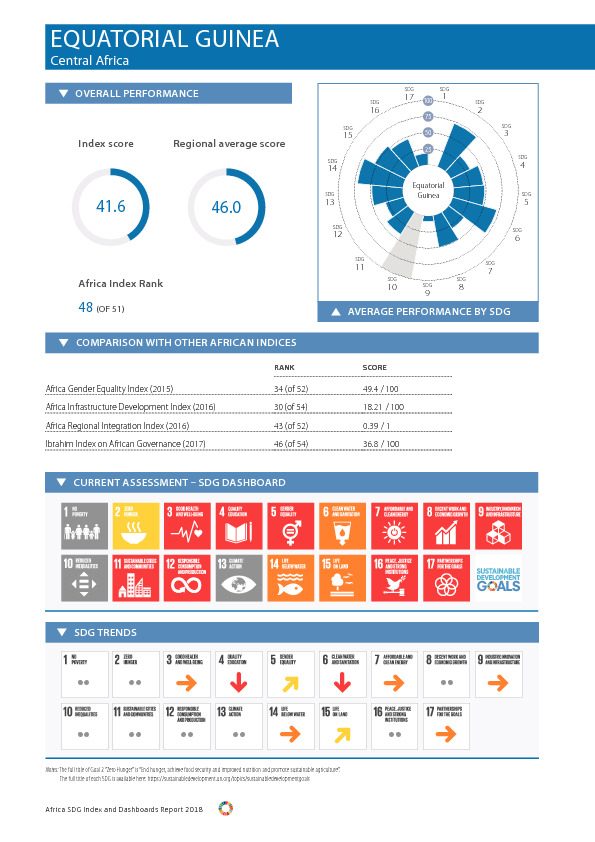 EQUATORIAL GUINEA
Central Africa
OVERALL PERFORMANCE
Index score
Regional average score
41.6
46.0
Africa Index Rank
48 (OF 51)
SDG 17
SDG 1
SDG 2
SDG 3
SDG 4
SDG 5
SDG 6
SDG 7
SDG 8
SDG 9
SDG 10
SDG 11
SDG 12
SDG 13
SDG 14
SDG 15
SDG 16
100
75
50
25
Equatorial
Guinea
AVERAGE PERFORMANCE BY SDG
COMPARISON WITH OTHER AFRICAN INDICES
RANK SCORE
Africa Gender Equality Index (2015) 34 (of 52) 49.4 / 100
Africa Infrastructure Development Index (2016) 30 (of 54) 18.21 / 100
Africa Regional Integration Index (2016) 43 (of 52) 0.39 / 1
Ibrahim Index on African Governance (2017) 46 (of 54) 36.8 / 100
CURRENT ASSESSMENT – SDG DASHBOARD
1 NO POVERTY
2 ZERO HUNGER
3 GOOD HEALTH AND WELL-BEING
4 QUALITY EDUCATION
5 GENDER EQUALITY
6 CLEAN WATER AND SANITATION
7 AFFORDABLE AND CLEAN ENERGY
8 DECENT WORK AND ECONOMIC GROWTH
9 INDUSTRY, INNOVATION AND INFRASTRUCTURE
10 REDUCED INEQUALITIES
11 SUSTAINABLE CITIES AND COMMUNITIES
12 RESPONSIBLE CONSUMPTION AND PRODUCTION
13 CLIMATE ACTION
14 LIFE BELOW WATER
15 LIFE ON LAND
16 PEACE, JUSTICE AND STRONG INSTITUTIONS
17 PARTNERSHIPS FOR THE GOALS
SUSTAINABLE
DEVELOPMENT
GOALS
SDG TRENDS
1 NO POVERTY
2 ZERO HUNGER
3 GOOD HEALTH AND WELL-BEING
4 QUALITY EDUCATION
5 GENDER EQUALITY
6 CLEAN WATER AND SANITATION
7 AFFORDABLE AND CLEAN ENERGY
8 DECENT WORK AND ECONOMIC GROWTH
9 INDUSTRY, INNOVATION AND INFRASTRUCTURE
10 REDUCED INEQUALITIES
11 SUSTAINABLE CITIES AND COMMUNITIES
12 RESPONSIBLE CONSUMPTION AND PRODUCTION
13 CLIMATE ACTION
14 LIFE BELOW WATER
15 LIFE ON LAND
16 PEACE, JUSTICE AND STRONG INSTITUTIONS
17 PARTNERSHIPS FOR THE GOALS
Notes: The full title of Goal 2 "Zero Hunger" is "End hunger, achieve food security and improved nutrition and promote sustainable agriculture".
The full title of each SDG is available here: https://sustainabledevelopment.un.org/topics/sustainabledevelopmentgoals
Africa SDG Index and Dashboards Report 2018